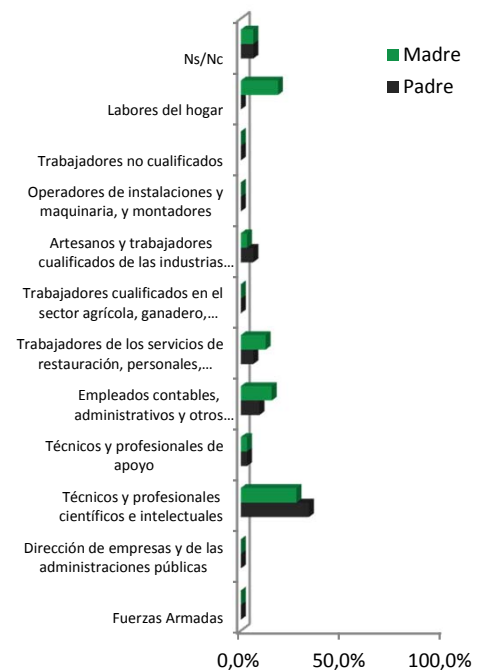 Madre
Padre
Ns/Nc
Labores del hogar
Trabajadores no cualificados
Operadores de instalaciones y
maquinaria, y montadores
Artesanos y trabajadores
cualificados de las industrias…
Trabajadores cualificados en el
sector agrícola, ganadero,…
Trabajadores de los servicios de
restauración, personales,…
Empleados contables,
administrativos y otros…
Técnicos y profesionales de
apoyo
Técnicos y profesionales
científicos e intelectuales
Dirección de empresas y de las
administraciones públicas
Fuerzas Armadas
0,0% 50,0% 100,0%